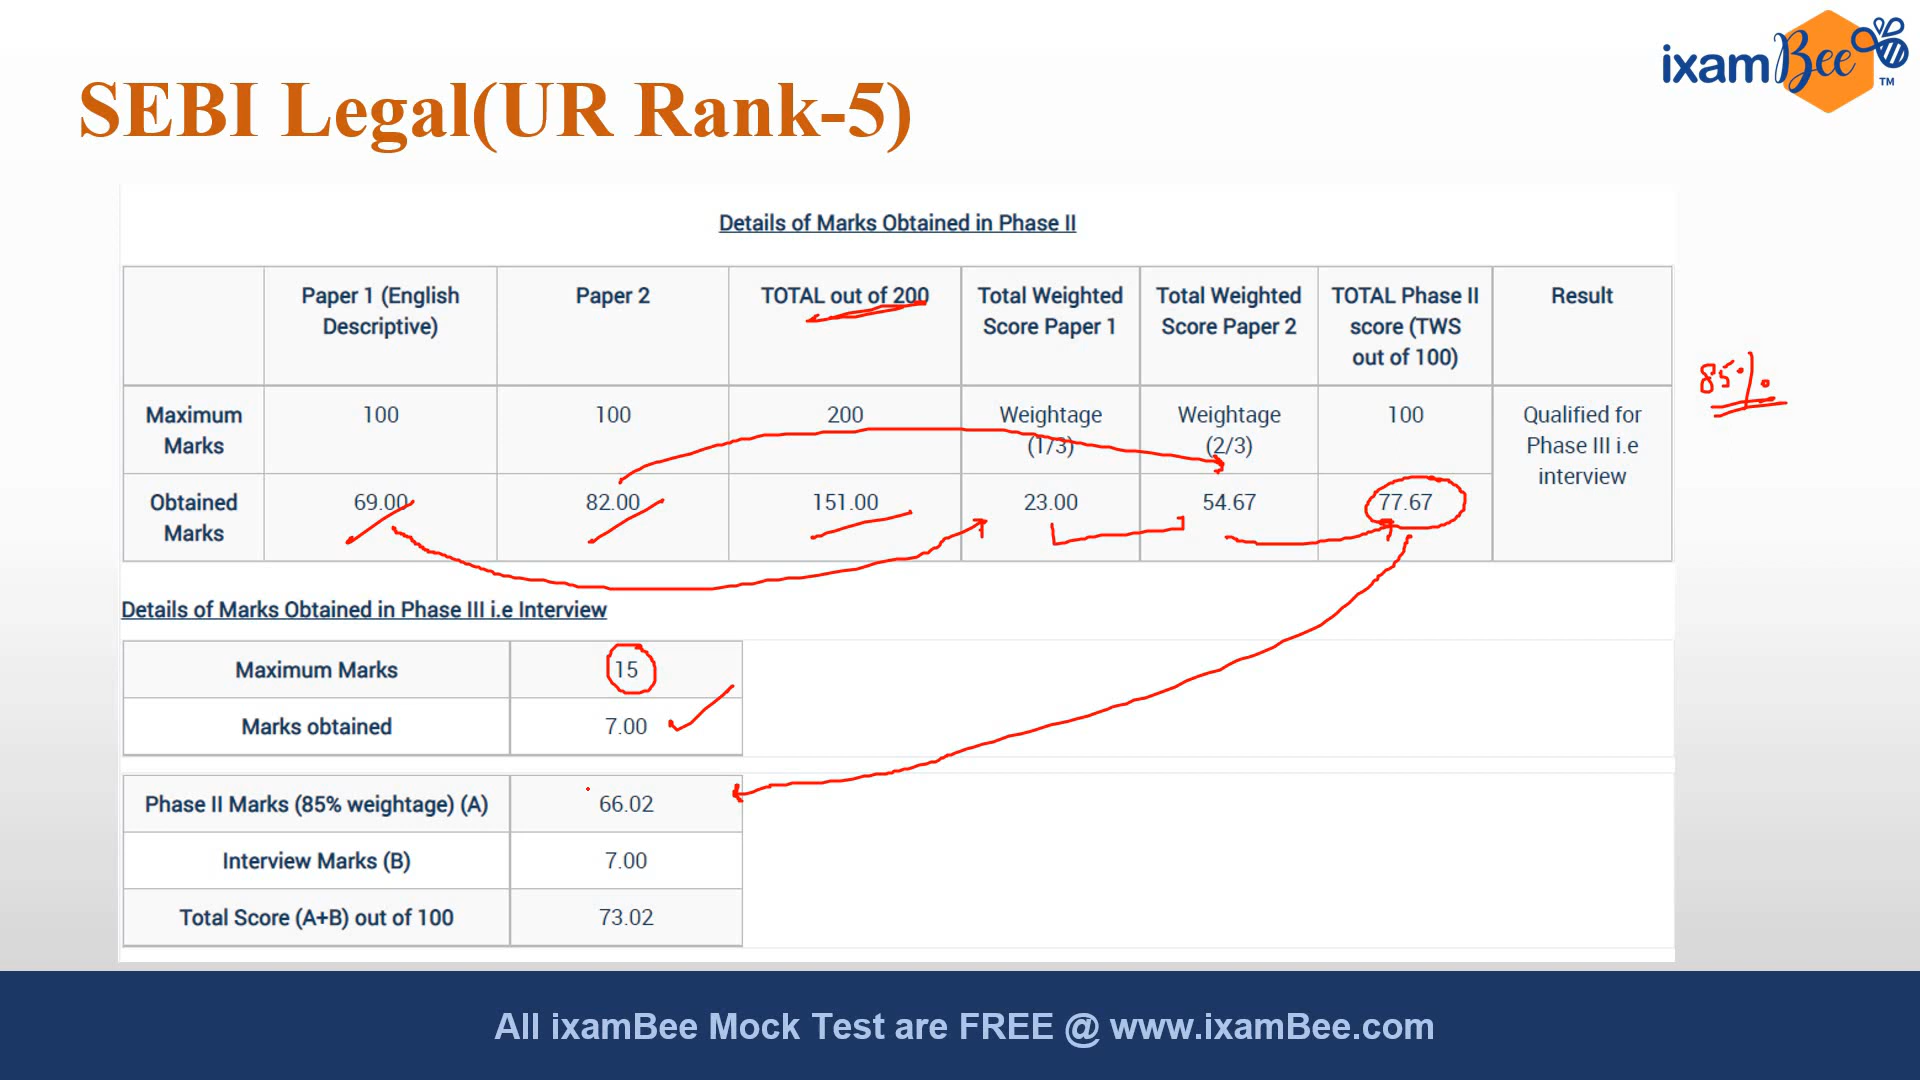 ixamBee TM
SEBI Legal(UR Rank-5)
Details of Marks Obtained in Phase II
Paper 1 (English Descriptive) Paper 2 TOTAL out of 200 Total Weighted Score Paper 1 Total Weighted Score Paper 2 TOTAL Phase II score (TWS out of 100) Result
85%
Maximum Marks 100 100 200 Weightage (1/3) Weightage (2/3) 100 Qualified for Phase III i.e interview
Obtained Marks 69.00 82.00 151.00 23.00 54.67 77.67
Details of Marks Obtained in Phase III i.e Interview
Maximum Marks 15
Marks obtained 7.00
Phase II Marks (85% weightage) (A) 66.02
Interview Marks (B) 7.00
Total Score (A+B) out of 100 73.02
All ixamBee Mock Test are FREE @ www.ixamBee.com